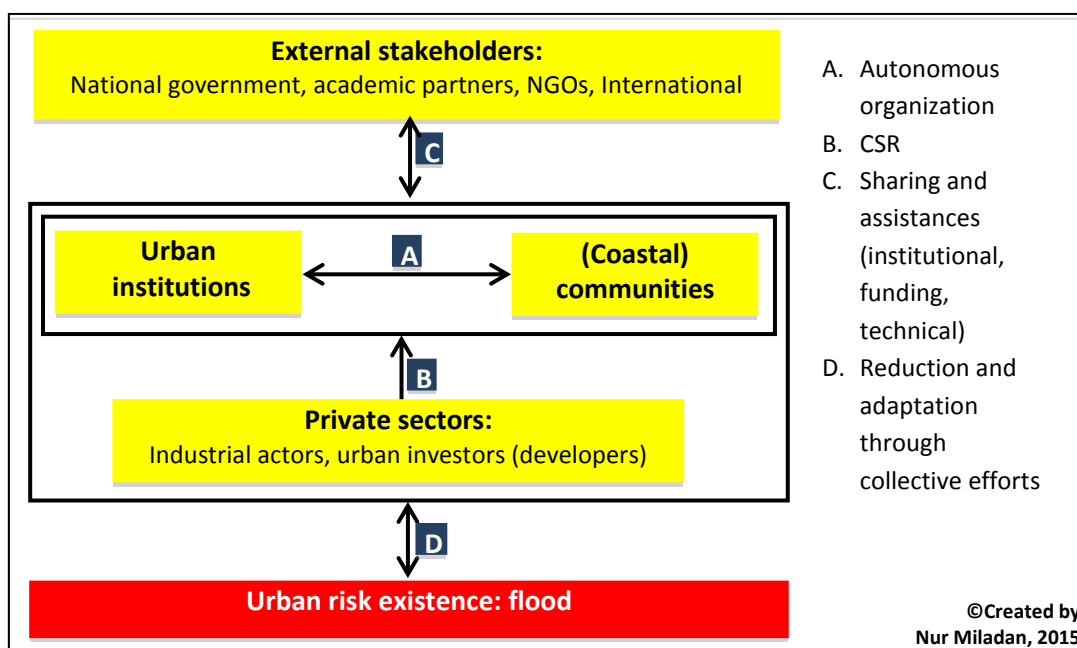 External stakeholders:
National government, academic partners, NGOs, International
C
Urban
institutions
A
(Coastal)
communities
B
Private sectors:
Industrial actors, urban investors (developers)
D
Urban risk existence: flood
A. Autonomous
organization
B. CSR
C. Sharing and
assistances
(institutional,
funding,
technical)
D. Reduction and
adaptation
through
collective efforts
©Created by
Nur Miladan, 2015